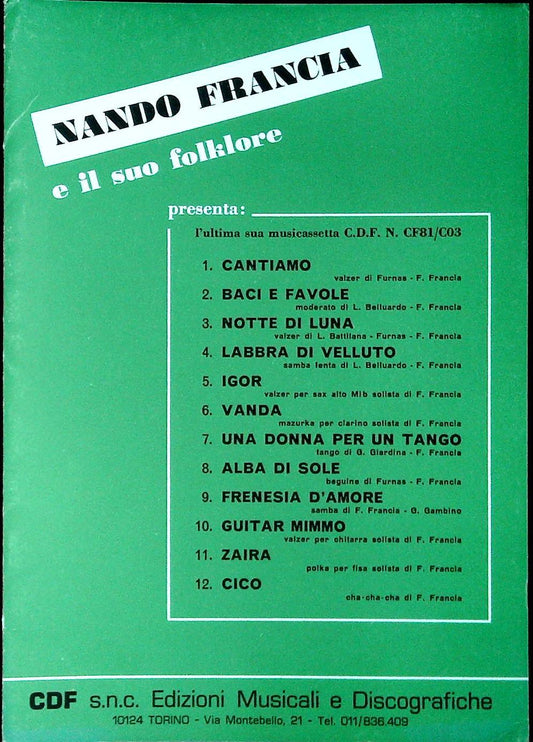 NANDO FRANCIA
e il suo folklore
presenta:
l'ultima sua musicassetta C.D.F. N. CF81/C03
1. CANTIAMO
valzer di Furnas - F. Francia
2. BACI E FAVOLE
moderato di L. Belluardo - F. Francia
3. NOTTE DI LUNA
valzer di L. Battilana - Furnas - F. Francia
4. LABBRA DI VELLUTO
samba lenta di L. Belluardo - F. Francia
5. IGOR
valzer per sax alto Mib solista di F. Francia
6. VANDA
mazurka per clarino solista di F. Francia
7. UNA DONNA PER UN TANGO
tango di G. Giardina - F. Francia
8. ALBA DI SOLE
beguine di Furnas - F. Francia
9. FRENESIA D'AMORE
samba di F. Francia - G. Gambino
10. GUITAR MIMMO
valzer per chitarra solista di F. Francia
11. ZAIRA
polka per fisa solista di F. Francia
12. CICO
cha-cha-cha di F. Francia
CDF s.n.c. Edizioni Musicali e Discografiche
10124 TORINO - Via Montebello, 21 - Tel. 011/836.409